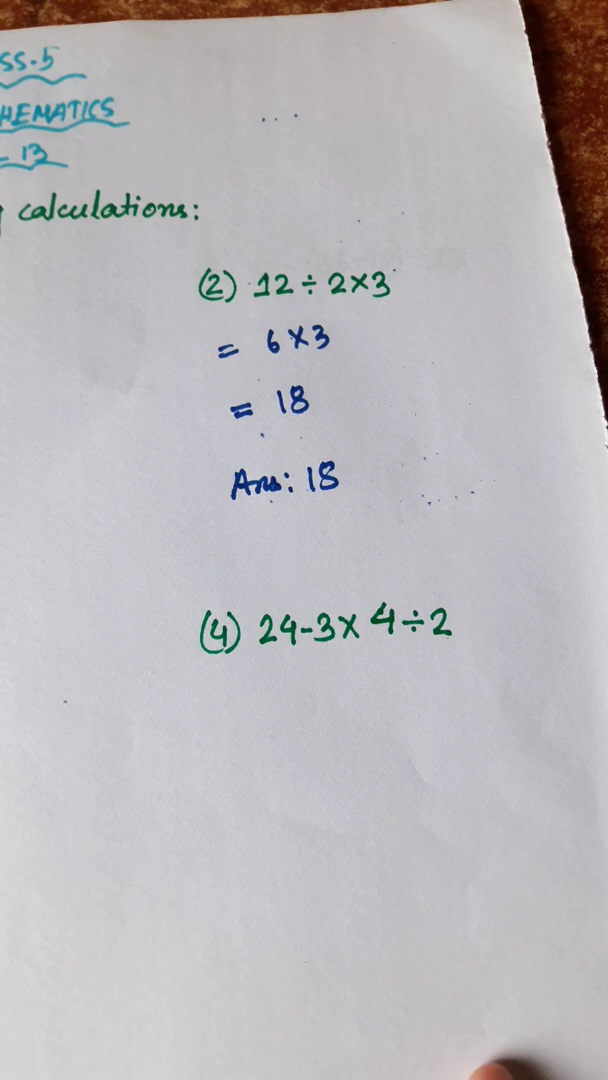 SS-5
HEMATICS
- 13
calculations:
(2) 12 ÷ 2×3
= 6×3
= 18
Ans: 18
(4) 24-3× 4÷2